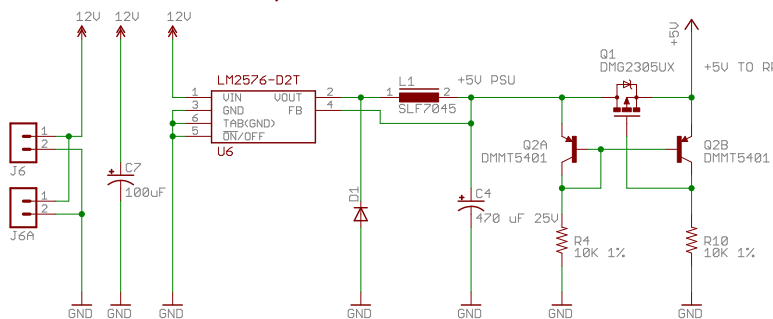 12V 12V 12V
+5V
Q1
DMG2305UX
LM2576-D2T
L1
+5V PSU
+5V TO RP
1 VIN VOUT 2
1 2
3 GND FB 4
SLF7045
6 TAB(GND)
5 ON/OFF
U6
1
2
J6
Q2A
DMMT5401
Q2B
DMMT5401
C7
100uF
1
2
J6A
D1
C4
470 uF 25V
R4
10K 1%
R10
10K 1%
GND GND GND GND GND GND GND